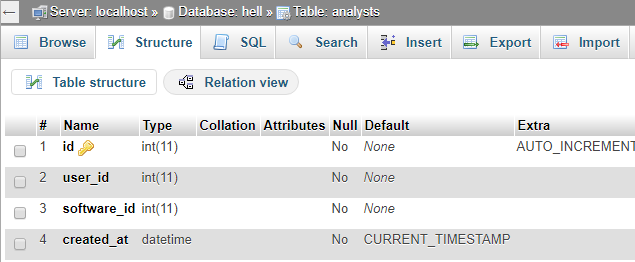 ← Server: localhost » Database: hell » Table: analysts
Browse Structure SQL Search Insert Export Import
Table structure Relation view
# Name Type Collation Attributes Null Default Extra
1 id int(11) No None AUTO_INCREMENT
2 user_id int(11) No None
3 software_id int(11) No None
4 created_at datetime No CURRENT_TIMESTAMP